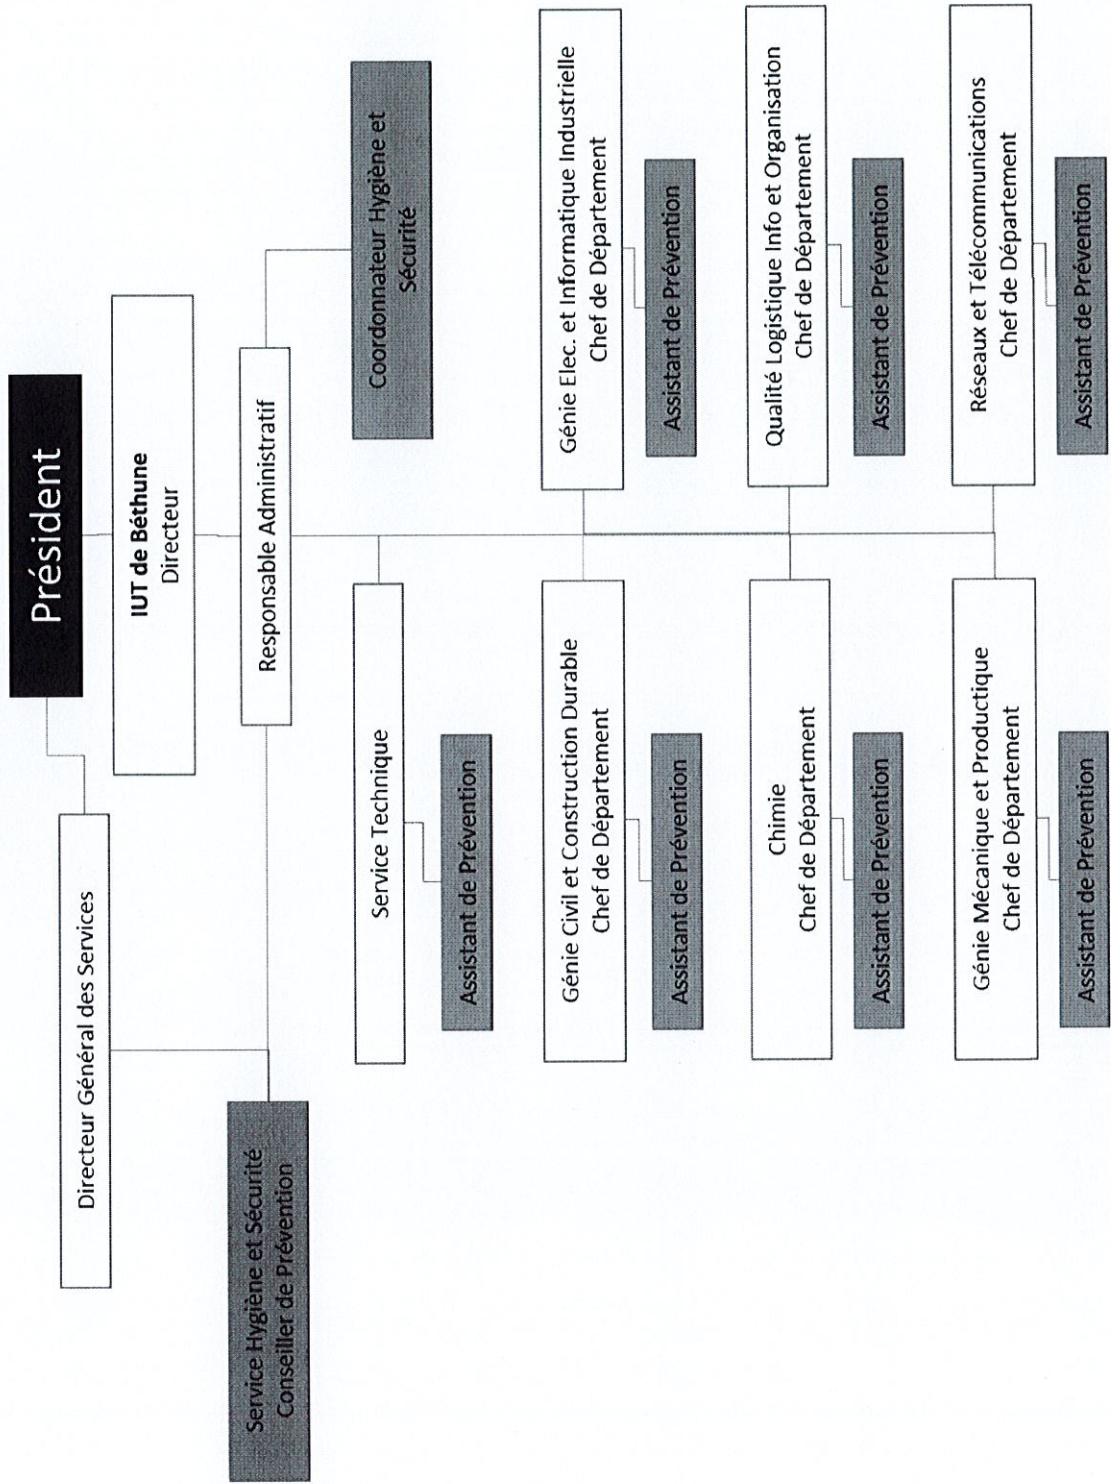 Président
Directeur Général des Services
IUT de Béthune
Directeur
Service Hygiène et Sécurité
Conseiller de Prévention
Responsable Administratif
Coordonnateur Hygiène et
Sécurité
Service Technique
Assistant de Prévention
Génie Civil et Construction Durable
Chef de Département
Assistant de Prévention
Génie Elec. et Informatique Industrielle
Chef de Département
Assistant de Prévention
Chimie
Chef de Département
Assistant de Prévention
Qualité Logistique Info et Organisation
Chef de Département
Assistant de Prévention
Génie Mécanique et Productique
Chef de Département
Assistant de Prévention
Réseaux et Télécommunications
Chef de Département
Assistant de Prévention